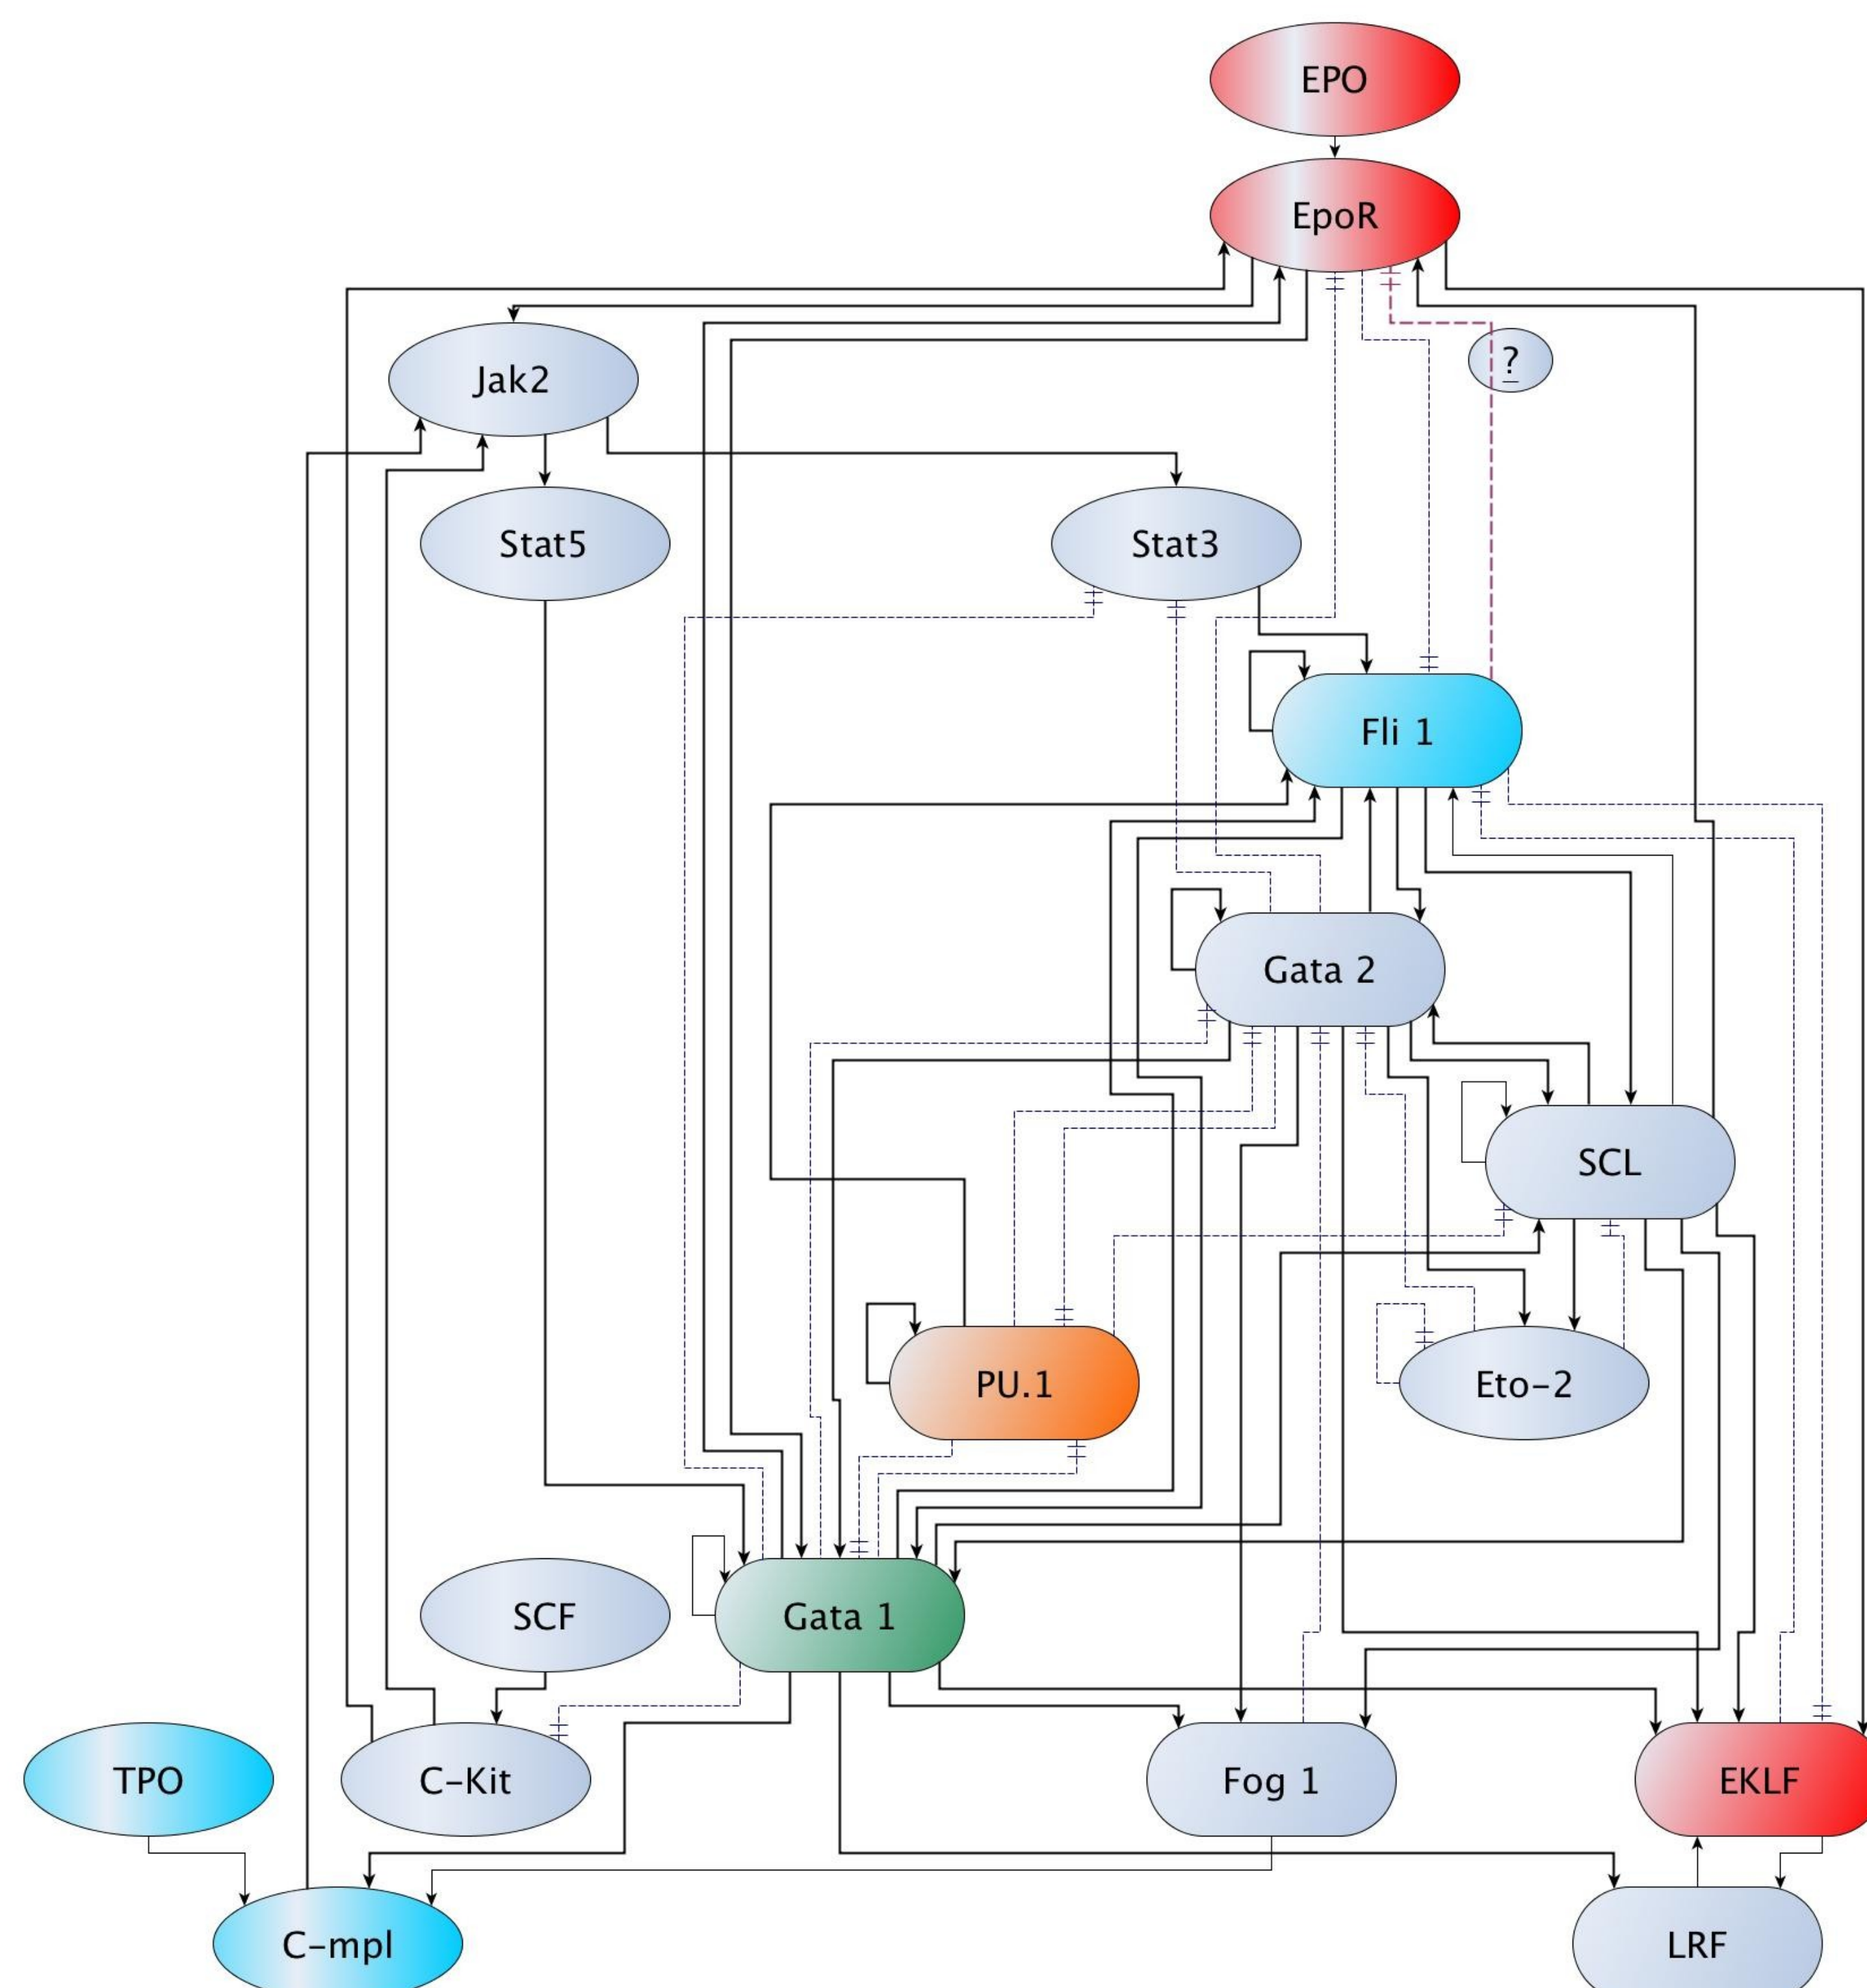 EPO
EpoR
?
Jak2
Stat5
Stat3
Fli 1
Gata 2
SCL
PU.1
Eto-2
SCF
Gata 1
TPO
C-Kit
Fog 1
EKLF
C-mpl
LRF